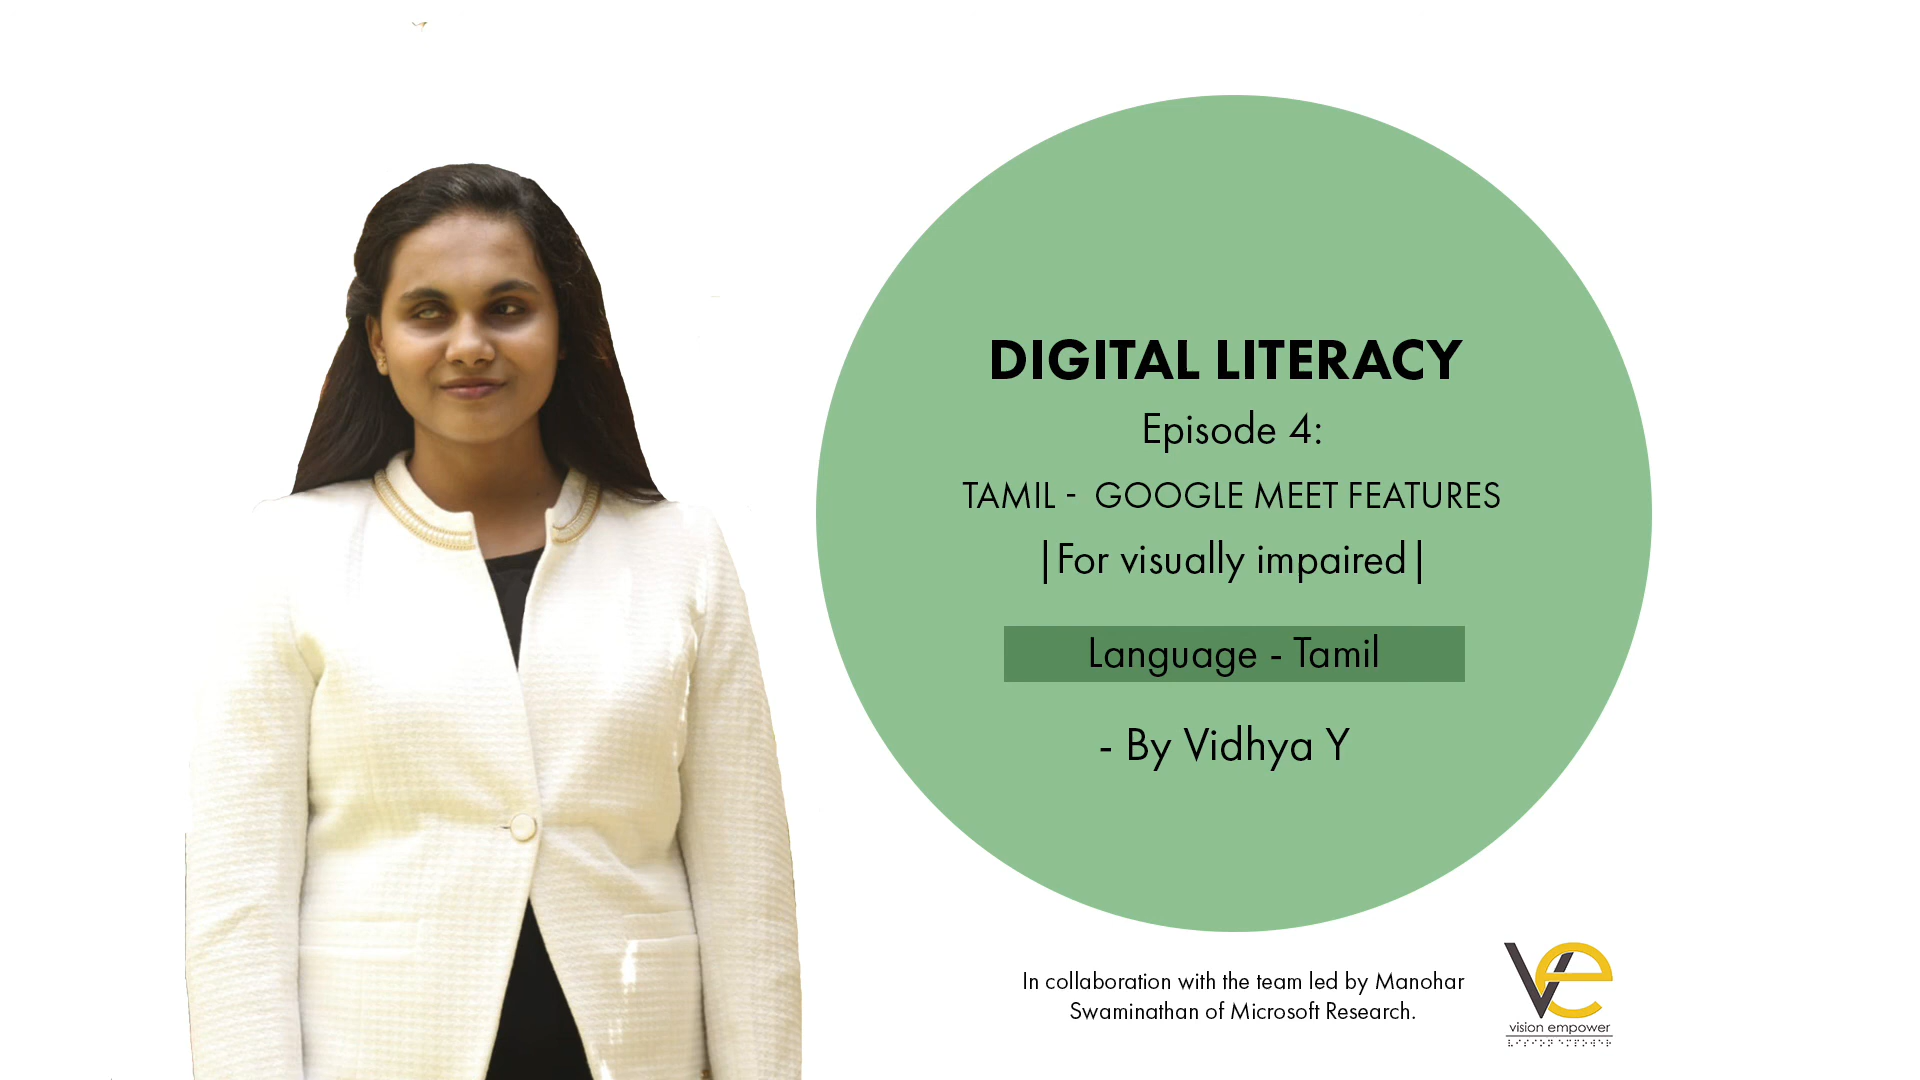 DIGITAL LITERACY
Episode 4:
TAMIL - GOOGLE MEET FEATURES
|For visually impaired|
Language - Tamil
- By Vidhya Y
In collaboration with the team led by Manohar
Swaminathan of Microsoft Research.
ve
vision empower
⠧⠊⠎⠊⠕⠝ ⠑⠍⠏⠕⠺⠑⠗